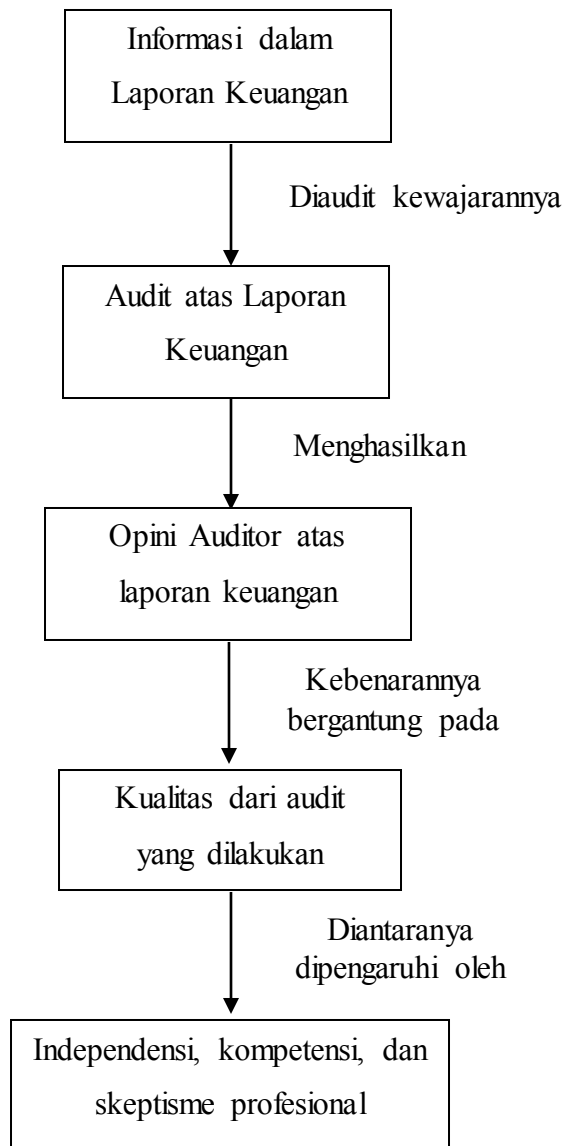 Informasi dalam
Laporan Keuangan
Diaudit kewajarannya
Audit atas Laporan
Keuangan
Menghasilkan
Opini Auditor atas
laporan keuangan
Kebenarannya
bergantung pada
Kualitas dari audit
yang dilakukan
Diantaranya
dipengaruhi oleh
Independensi, kompetensi, dan
skeptisme profesional